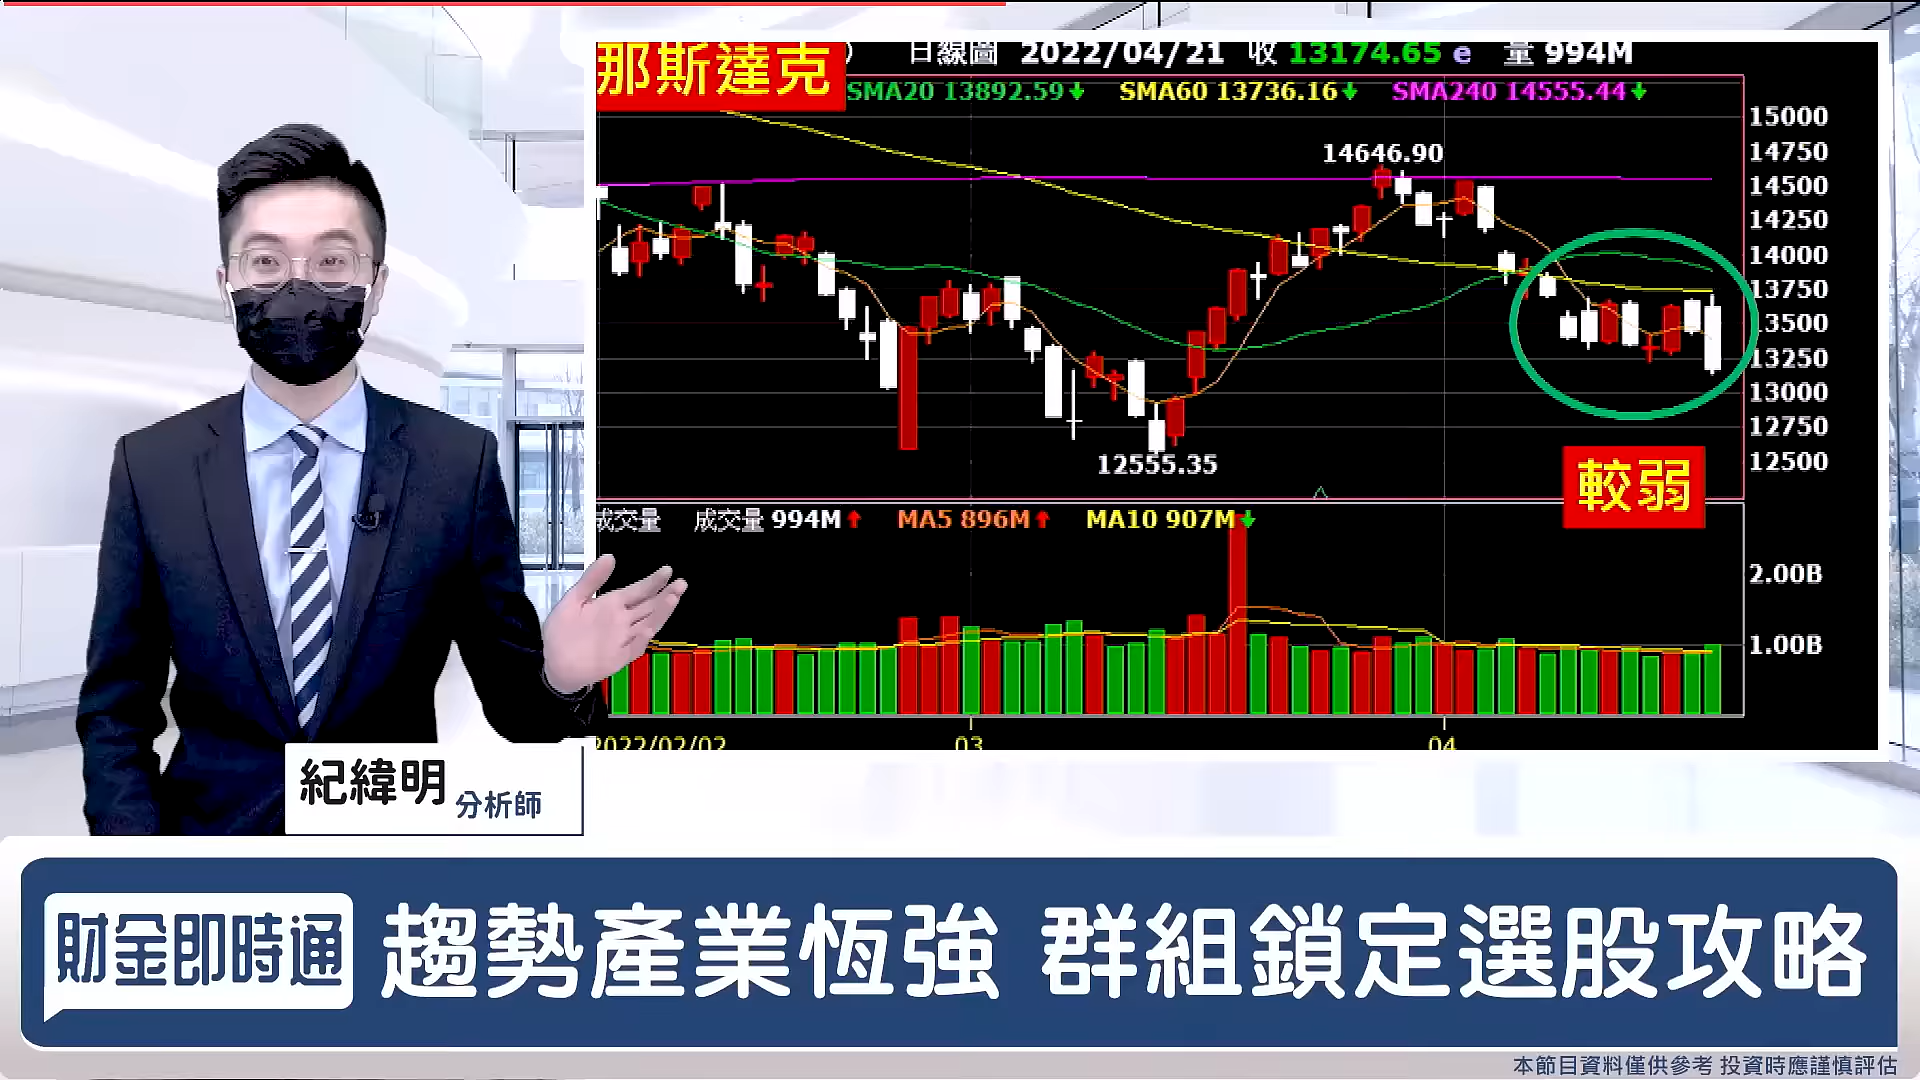 那斯達克
日線圖 2022/04/21 收 13174.65 e 量 994M
SMA20 13892.59↓ SMA60 13736.16↓ SMA240 14555.44↓
15000
14750
14646.90
14500
14250
14000
13750
13500
13250
13000
12750
12555.35
12500
較弱
成交量 成交量 994M↑ MA5 896M↑ MA10 907M↓
2.00B
1.00B
2022/02/02 03 04
紀緯明 分析師
財金即時通 趨勢產業恆強 群組鎖定選股攻略
本節目資料僅供參考 投資時應謹慎評估